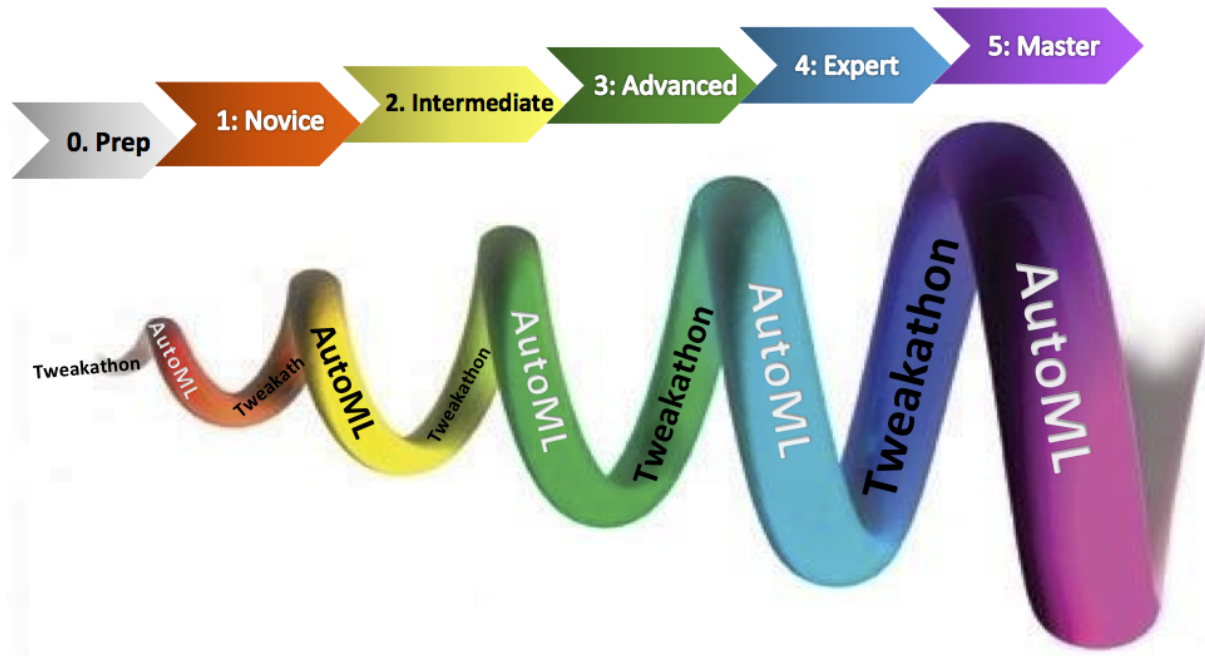 0. Prep
1: Novice
2. Intermediate
3: Advanced
4: Expert
5: Master
Tweakathon
AutoML
Tweakath
AutoML
Tweakathon
AutoML
Tweakathon
AutoML
Tweakathon
AutoML